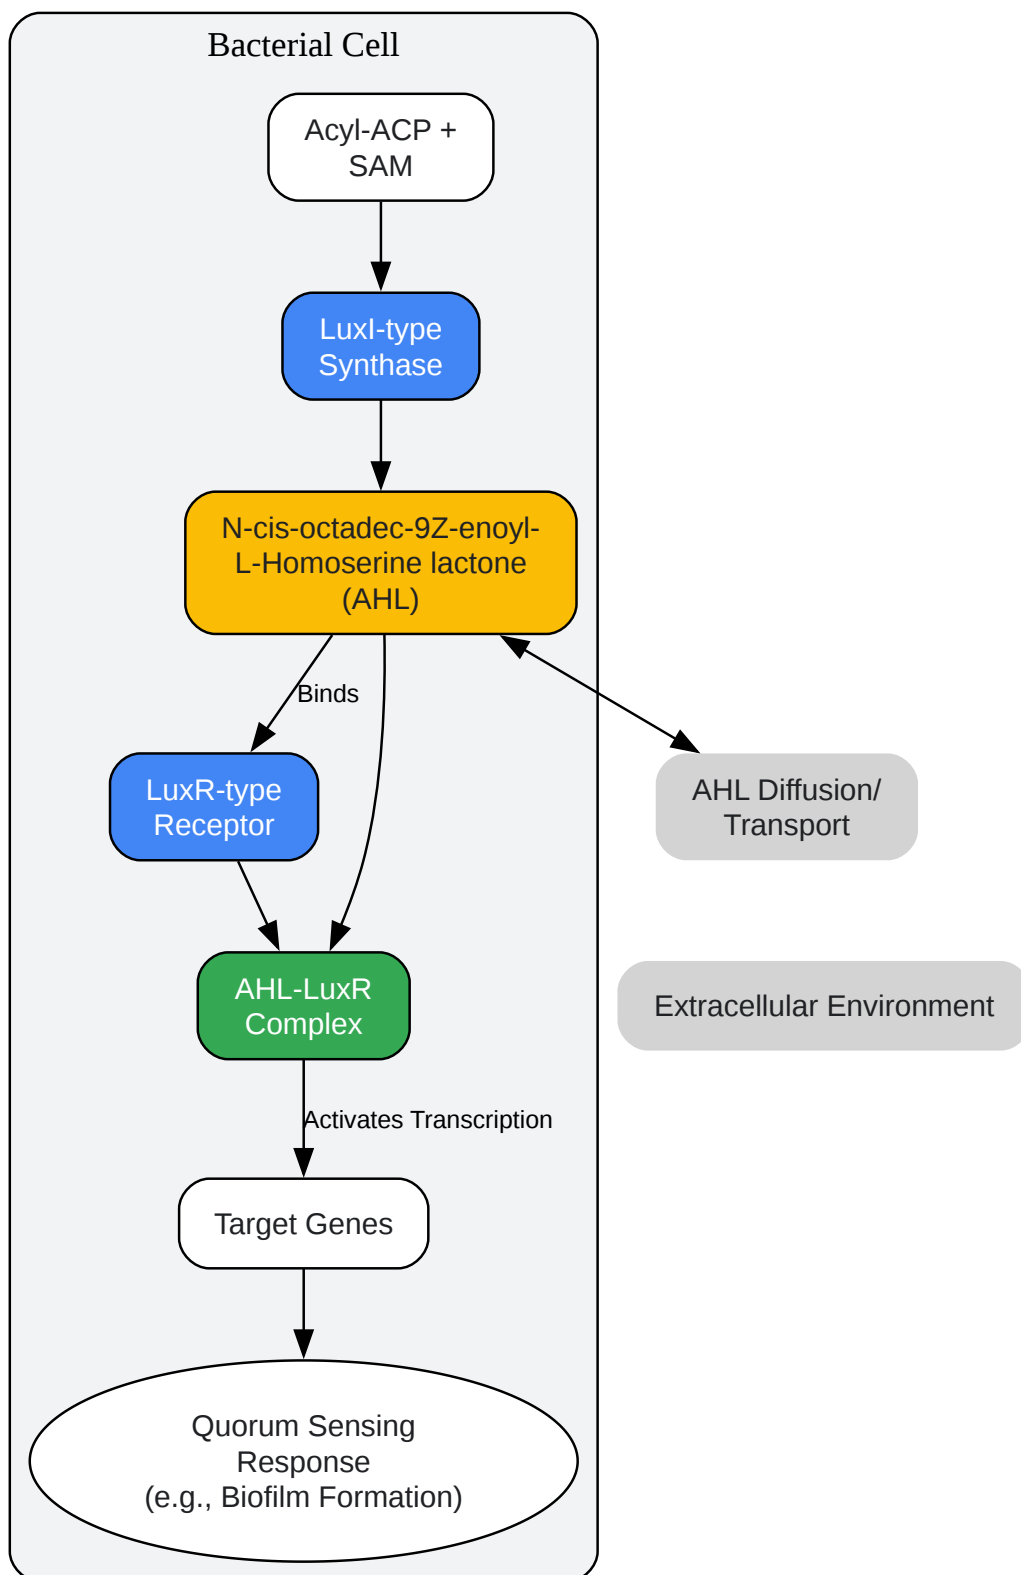 Bacterial Cell
Acyl-ACP +
SAM
LuxI-type
Synthase
N-cis-octadec-9Z-enoyl-
L-Homoserine lactone
(AHL)
Binds
LuxR-type
Receptor
AHL Diffusion/
Transport
AHL-LuxR
Complex
Extracellular Environment
Activates Transcription
Target Genes
Quorum Sensing
Response
(e.g., Biofilm Formation)